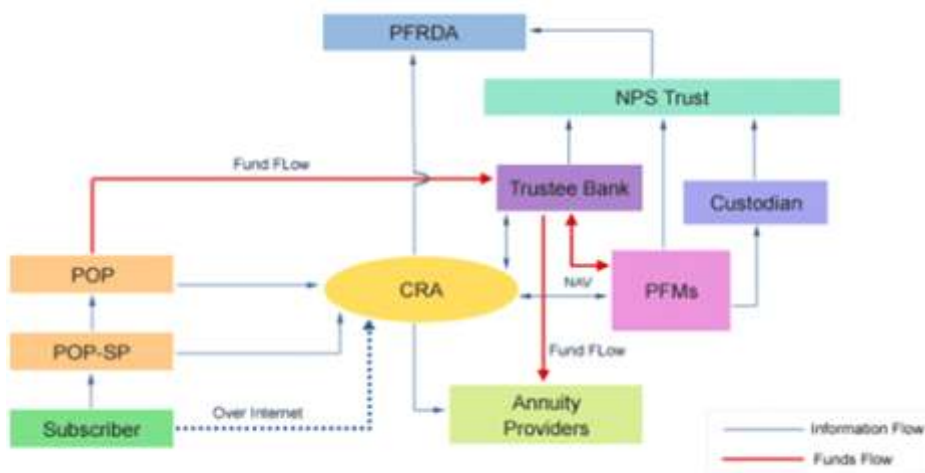 PFRDA
NPS Trust
Fund FLow
Trustee Bank
Custodian
POP
CRA
NAV
PFMs
POP-SP
Fund FLow
Over Internet
Subscriber
Annuity
Providers
Information Flow
Funds Flow